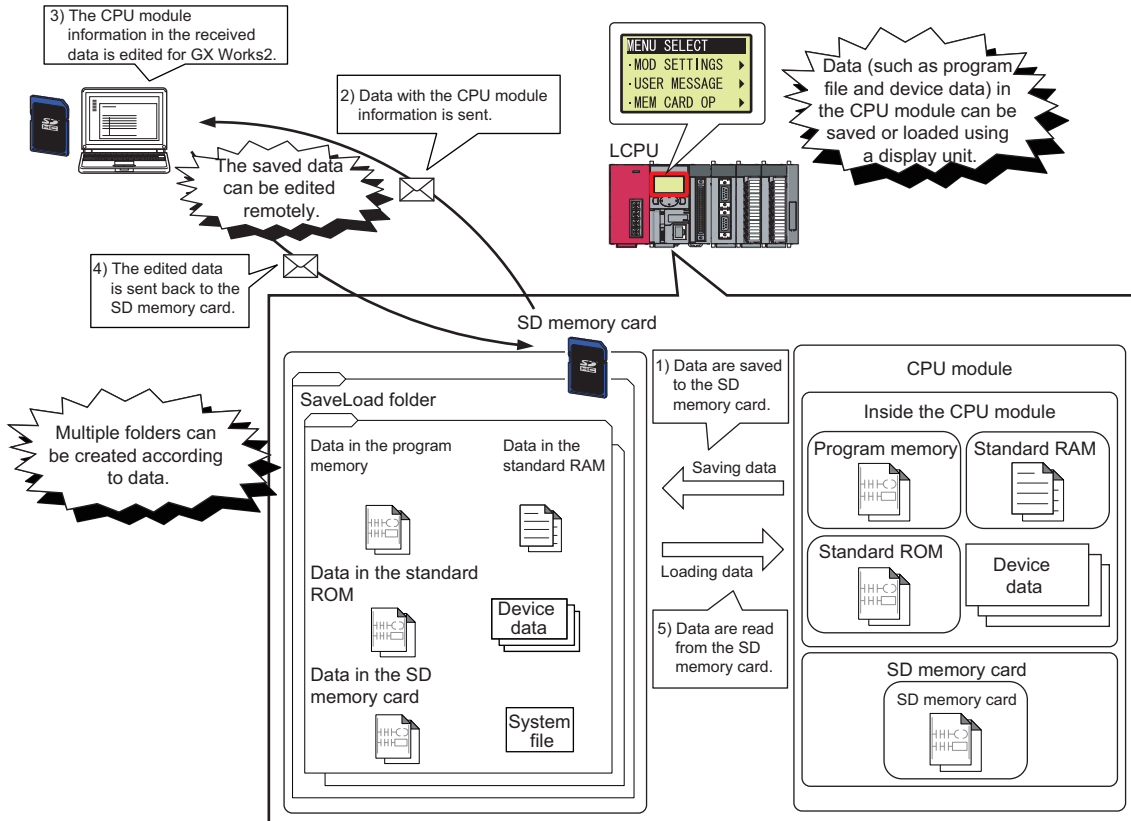 3) The CPU module
information in the received
data is edited for GX Works2.
2) Data with the CPU module
information is sent.
The saved data
can be edited
remotely.
4) The edited data
is sent back to the
SD memory card.
MENU SELECT
·MOD SETTINGS
·USER MESSAGE
·MEM CARD OP
LCPU
Data (such as program
file and device data) in
the CPU module can be
saved or loaded using
a display unit.
SD memory card
Multiple folders can
be created according
to data.
SaveLoad folder
Data in the program
memory
Data in the
standard RAM
Data in the standard
ROM
Device
data
Data in the SD
memory card
System
file
1) Data are saved
to the SD
memory card.
Saving data
Loading data
5) Data are read
from the SD
memory card.
CPU module
Inside the CPU module
Program memory
Standard RAM
Standard ROM
Device
data
SD memory card
SD memory card